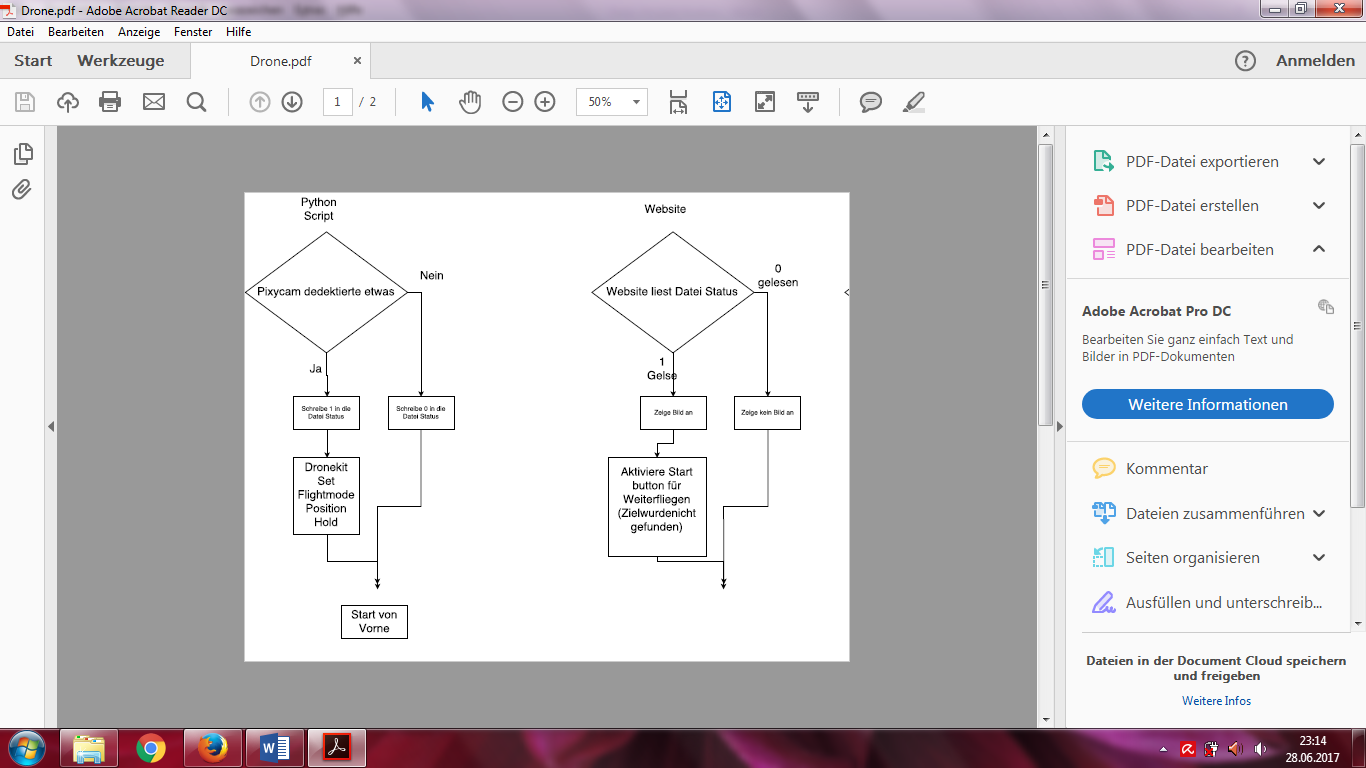 Drone.pdf - Adobe Acrobat Reader DC
Datei Bearbeiten Anzeige Fenster Hilfe
Start Werkzeuge Drone.pdf × ? Anmelden
1 / 2 50%
Python
Script
Pixycam dedektierte etwas
Nein
Ja
Schreibe 1 in die
Datei Status
Schreibe 0 in die
Datei Status
Dronekit
Set
Flightmode
Position
Hold
Start von
Vorne
Website
Website liest Datei Status
0
gelesen
1
Gelse
Zeige Bild an
Zeige kein Bild an
Aktiviere Start
button für
Weiterfliegen
(Zielwurdenicht
gefunden)
PDF-Datei exportieren
PDF-Datei erstellen
PDF-Datei bearbeiten
Adobe Acrobat Pro DC
Bearbeiten Sie ganz einfach Text und
Bilder in PDF-Dokumenten
Weitere Informationen
Kommentar
Dateien zusammenführen
Seiten organisieren
Ausfüllen und unterschreib...
Dateien in der Document Cloud speichern
und freigeben
Weitere Infos
23:14
28.06.2017